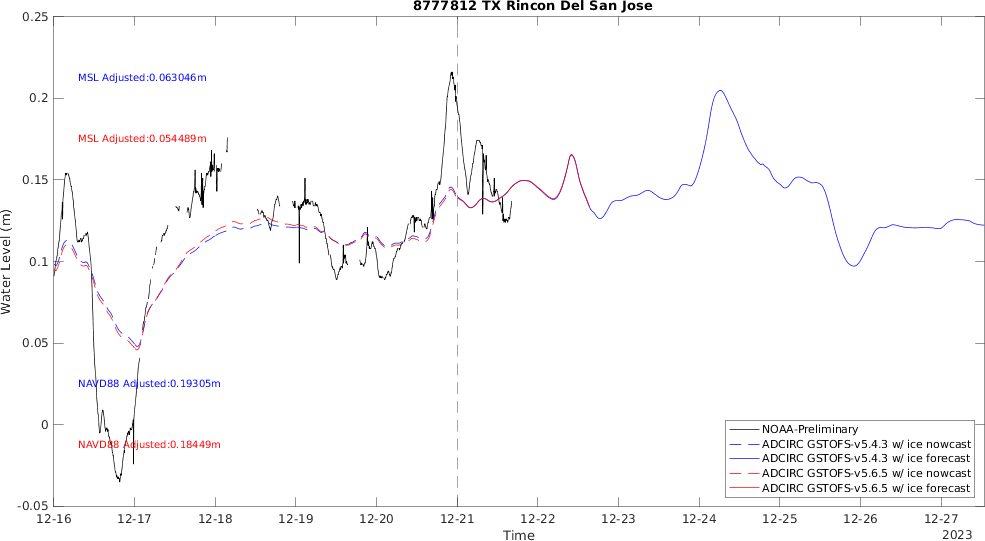 8777812 TX Rincon Del San Jose
0.25
0.2
0.15
0.1
0.05
0
-0.05
Water Level (m)
MSL Adjusted:0.063046m
MSL Adjusted:0.054489m
NAVD88 Adjusted:0.19305m
NAVD88 Adjusted:0.18449m
NOAA-Preliminary
ADCIRC GSTOFS-v5.4.3 w/ ice nowcast
ADCIRC GSTOFS-v5.4.3 w/ ice forecast
ADCIRC GSTOFS-v5.6.5 w/ ice nowcast
ADCIRC GSTOFS-v5.6.5 w/ ice forecast
12-16 12-17 12-18 12-19 12-20 12-21 12-22 12-23 12-24 12-25 12-26 12-27
Time
2023